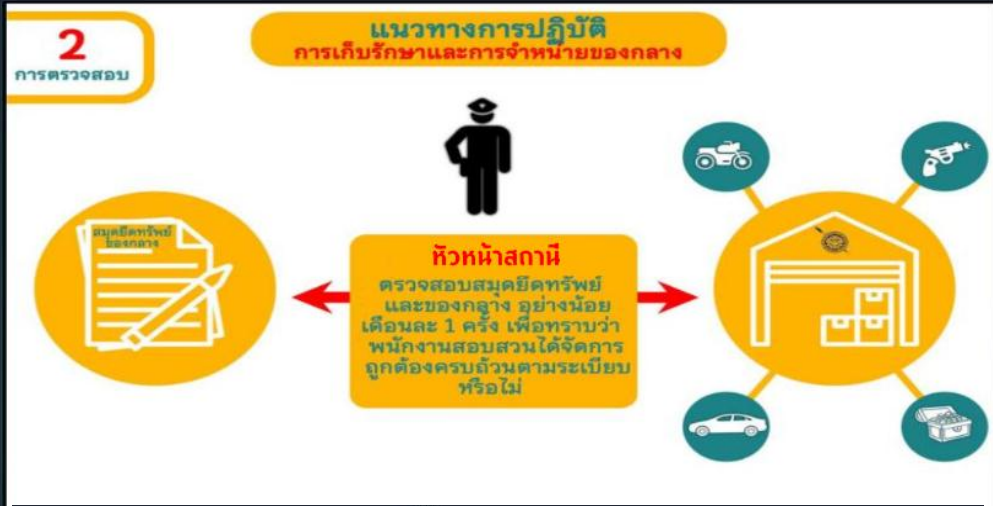 2
การตรวจสอบ
แนวทางการปฏิบัติ
การเก็บรักษาและการจำหน่ายของกลาง
สมุดยึดทรัพย์
ของกลาง
หัวหน้าสถานี
ตรวจสอบสมุดยึดทรัพย์
และของกลาง อย่างน้อย
เดือนละ 1 ครั้ง เพื่อทราบว่า
พนักงานสอบสวนได้จัดการ
ถูกต้องครบถ้วนตามระเบียบ
หรือไม่